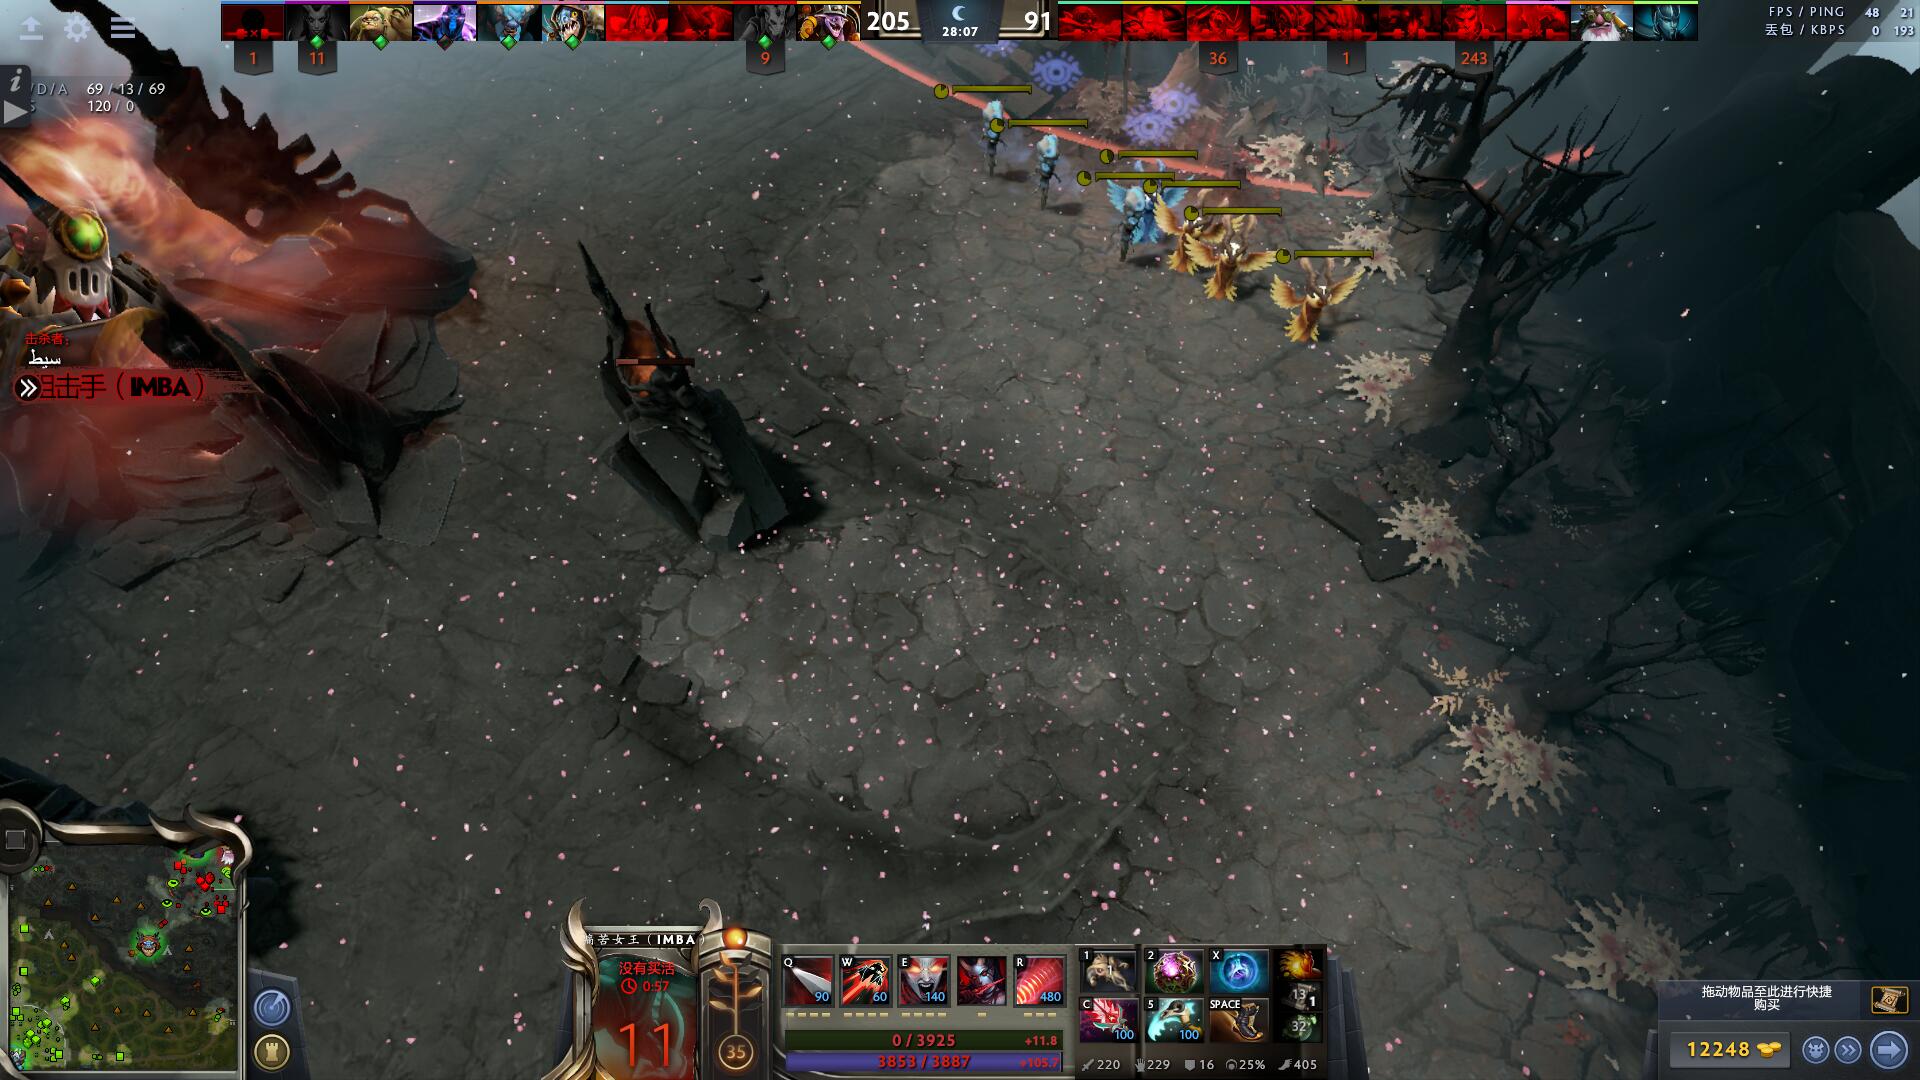 205
28:07
91
FPS / PING 48 21
丢包 / KBPS 0 193
1
11
9
36
1
243
/D/A 69 / 13 / 69
S 120 / 0
击杀者:
狙击手（IMBA）
痛苦女王（IMBA）
没有买活
0:57
11
35
Q 90
W 60
E 140
R 480
0 / 3925 +11.8
3853 / 3887 +105.7
1
2
X
C 100
5 100
SPACE
13 1
32
220
229
16
25%
405
拖动物品至此进行快捷
购买
12248